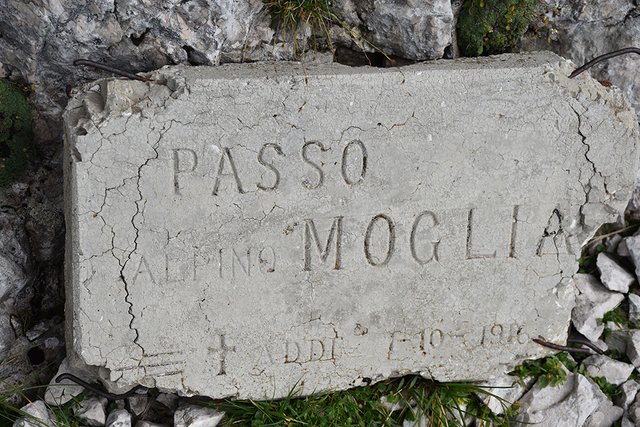 PASSO
ALPINO MOGLIA
= † ADDI 7-10-1916